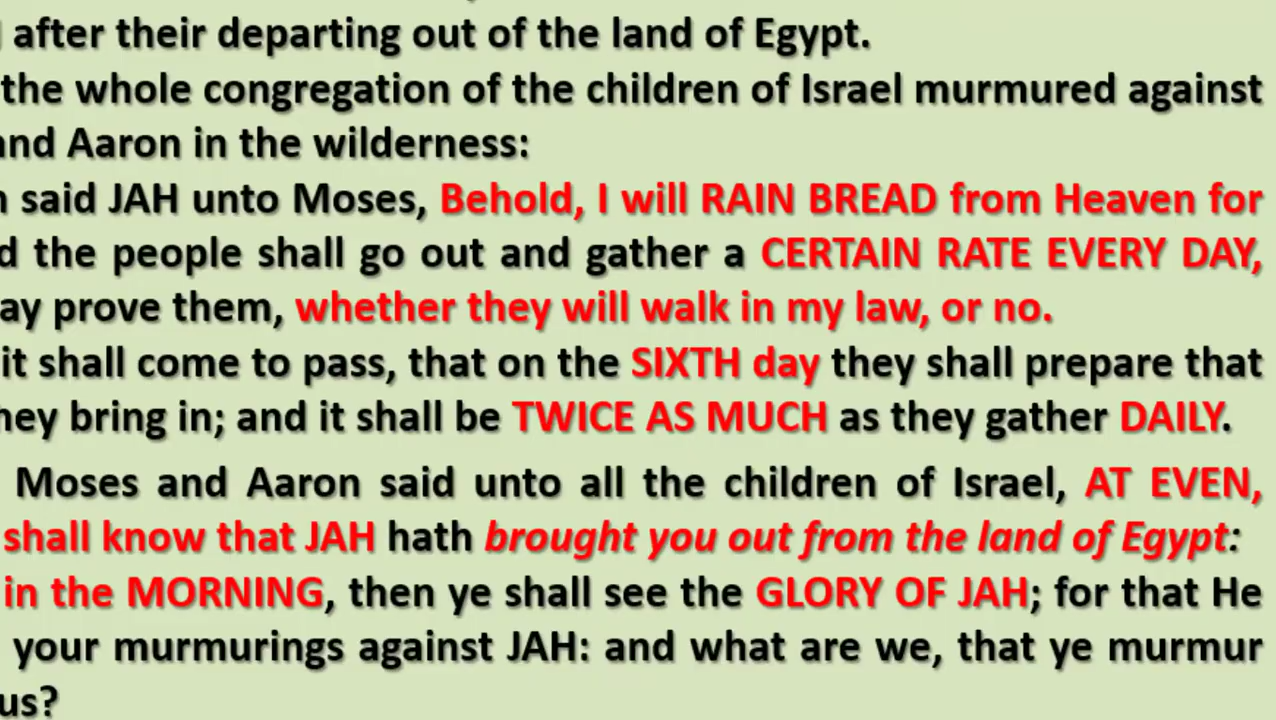 after their departing out of the land of Egypt.
the whole congregation of the children of Israel murmured against
and Aaron in the wilderness:
said JAH unto Moses, Behold, I will RAIN BREAD from Heaven for
the people shall go out and gather a CERTAIN RATE EVERY DAY,
prove them, whether they will walk in my law, or no.
it shall come to pass, that on the SIXTH day they shall prepare that
they bring in; and it shall be TWICE AS MUCH as they gather DAILY.
Moses and Aaron said unto all the children of Israel, AT EVEN,
shall know that JAH hath brought you out from the land of Egypt:
in the MORNING, then ye shall see the GLORY OF JAH; for that He
your murmurings against JAH: and what are we, that ye murmur
us?